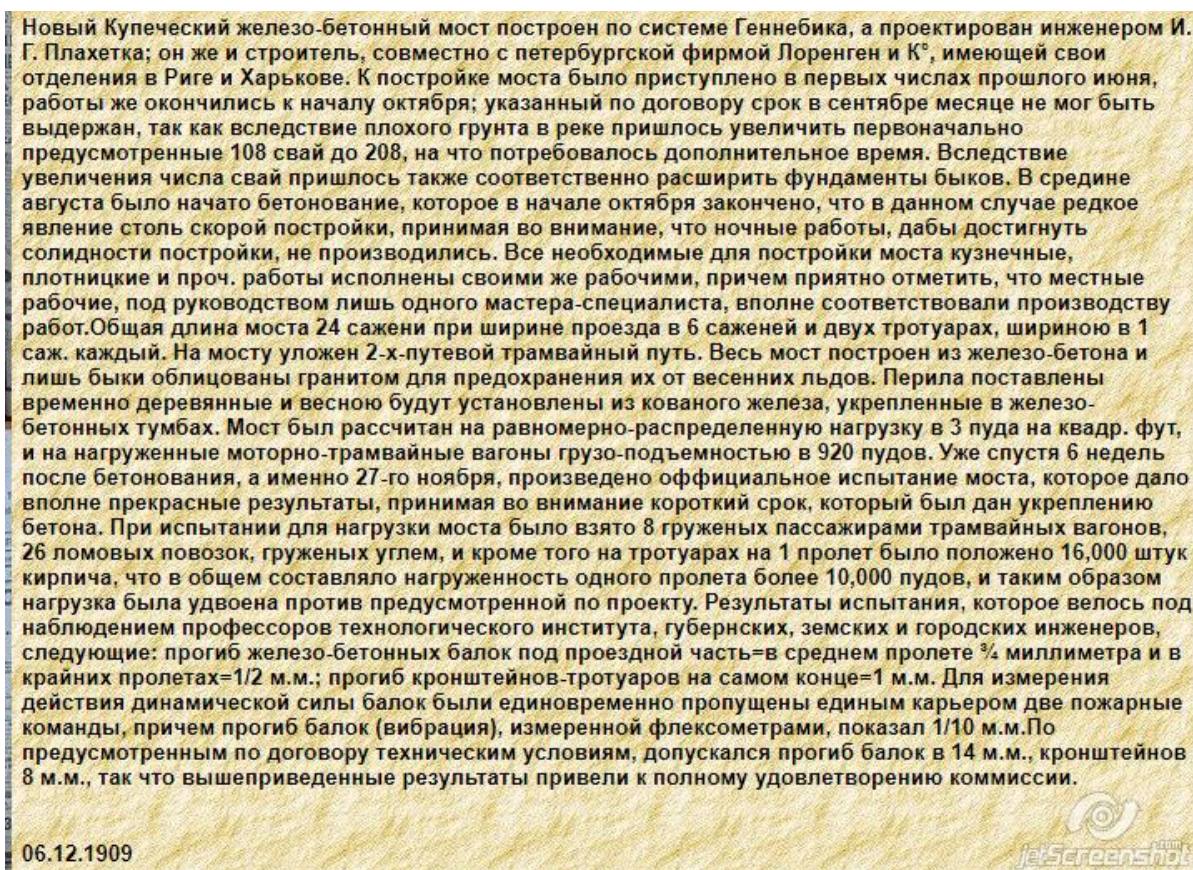 Новый Купеческий железо-бетонный мост построен по системе Геннебика, а проектирован инженером И.
Г. Плахетка; он же и строитель, совместно с петербургской фирмой Лоренген и К°, имеющей свои
отделения в Риге и Харькове. К постройке моста было приступлено в первых числах прошлого июня,
работы же окончились к началу октября; указанный по договору срок в сентябре месяце не мог быть
выдержан, так как вследствие плохого грунта в реке пришлось увеличить первоначально
предусмотренные 108 свай до 208, на что потребовалось дополнительное время. Вследствие
увеличения числа свай пришлось также соответственно расширить фундаменты быков. В средине
августа было начато бетонование, которое в начале октября закончено, что в данном случае редкое
явление столь скорой постройки, принимая во внимание, что ночные работы, дабы достигнуть
солидности постройки, не производились. Все необходимые для постройки моста кузнечные,
плотницкие и проч. работы исполнены своими же рабочими, причем приятно отметить, что местные
рабочие, под руководством лишь одного мастера-специалиста, вполне соответствовали производству
работ.Общая длина моста 24 сажени при ширине проезда в 6 саженей и двух тротуарах, шириною в 1
саж. каждый. На мосту уложен 2-х-путевой трамвайный путь. Весь мост построен из железо-бетона и
лишь быки облицованы гранитом для предохранения их от весенних льдов. Перила поставлены
временно деревянные и весною будут установлены из кованого железа, укрепленные в железо-
бетонных тумбах. Мост был рассчитан на равномерно-распределенную нагрузку в 3 пуда на квадр. фут,
и на нагруженные моторно-трамвайные вагоны грузо-подъемностью в 920 пудов. Уже спустя 6 недель
после бетонования, а именно 27-го ноября, произведено оффициальное испытание моста, которое дало
вполне прекрасные результаты, принимая во внимание короткий срок, который был дан укреплению
бетона. При испытании для нагрузки моста было взято 8 груженых пассажирами трамвайных вагонов,
26 ломовых повозок, груженых углем, и кроме того на тротуарах на 1 пролет было положено 16,000 штук
кирпича, что в общем составляло нагруженность одного пролета более 10,000 пудов, и таким образом
нагрузка была удвоена против предусмотренной по проекту. Результаты испытания, которое велось под
наблюдением профессоров технологического института, губернских, земских и городских инженеров,
следующие: прогиб железо-бетонных балок под проездной часть=в среднем пролете ¾ миллиметра и в
крайних пролетах=1/2 м.м.; прогиб кронштейнов-тротуаров на самом конце=1 м.м. Для измерения
действия динамической силы балок были единовременно пропущены единым карьером две пожарные
команды, причем прогиб балок (вибрация), измеренной флексометрами, показал 1/10 м.м.По
предусмотренным по договору техническим условиям, допускался прогиб балок в 14 м.м., кронштейнов
8 м.м., так что вышеприведенные результаты привели к полному удовлетворению коммиссии.
06.12.1909
jetScreenshot.com